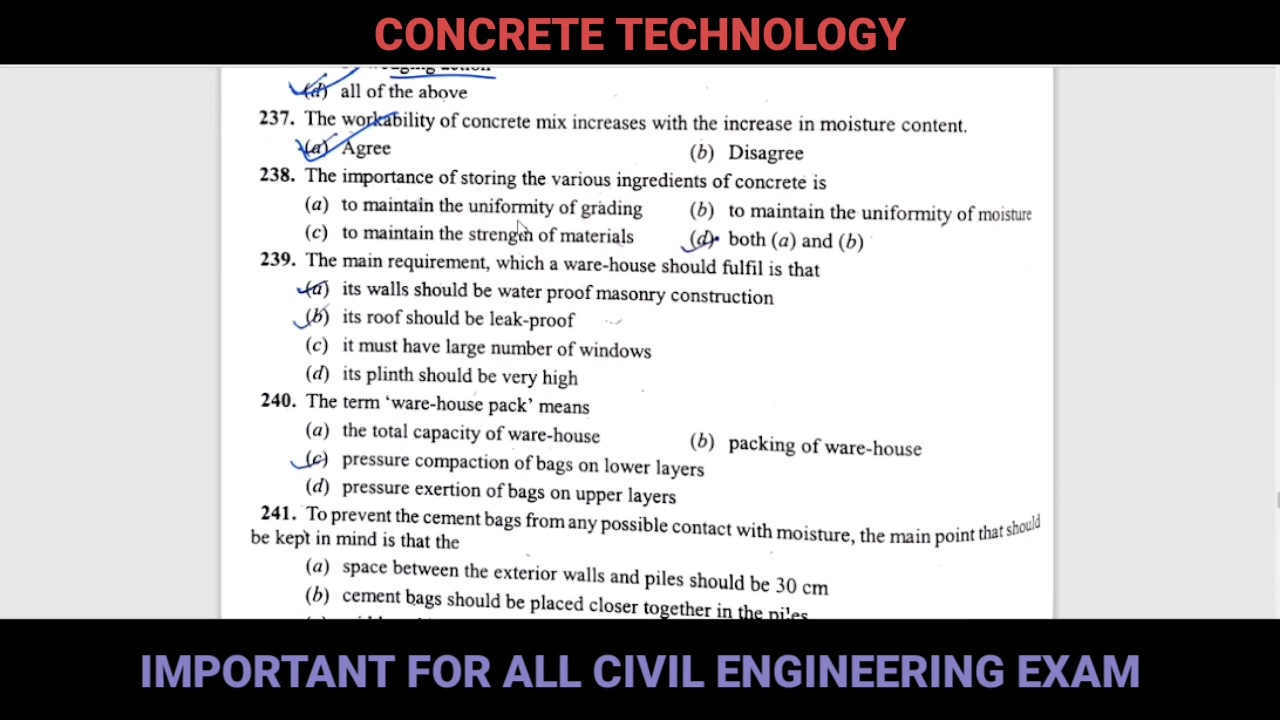 CONCRETE TECHNOLOGY
action
(d) all of the above
237. The workability of concrete mix increases with the increase in moisture content.
(a) Agree (b) Disagree
238. The importance of storing the various ingredients of concrete is
(a) to maintain the uniformity of grading (b) to maintain the uniformity of moisture
(c) to maintain the strength of materials (d) both (a) and (b)
239. The main requirement, which a ware-house should fulfil is that
(a) its walls should be water proof masonry construction
(b) its roof should be leak-proof
(c) it must have large number of windows
(d) its plinth should be very high
240. The term ‘ware-house pack’ means
(a) the total capacity of ware-house (b) packing of ware-house
(c) pressure compaction of bags on lower layers
(d) pressure exertion of bags on upper layers
241. To prevent the cement bags from any possible contact with moisture, the main point that should
be kept in mind is that the
(a) space between the exterior walls and piles should be 30 cm
(b) cement bags should be placed closer together in the piles
IMPORTANT FOR ALL CIVIL ENGINEERING EXAM